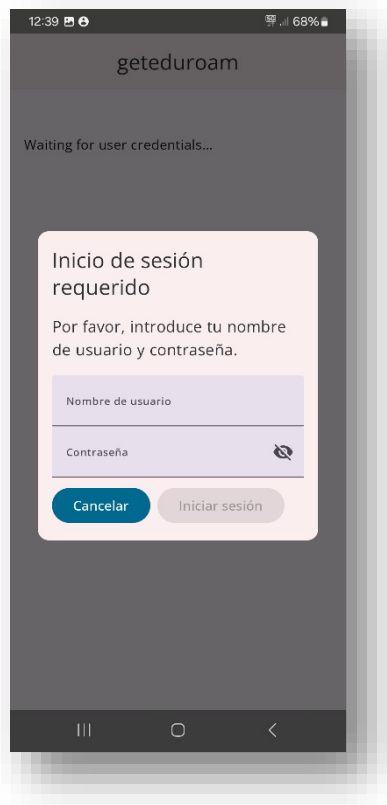 12:39 5G 68%
geteduroam
Waiting for user credentials...
Inicio de sesión
requerido
Por favor, introduce tu nombre
de usuario y contraseña.
Nombre de usuario
Contraseña
Cancelar Iniciar sesión